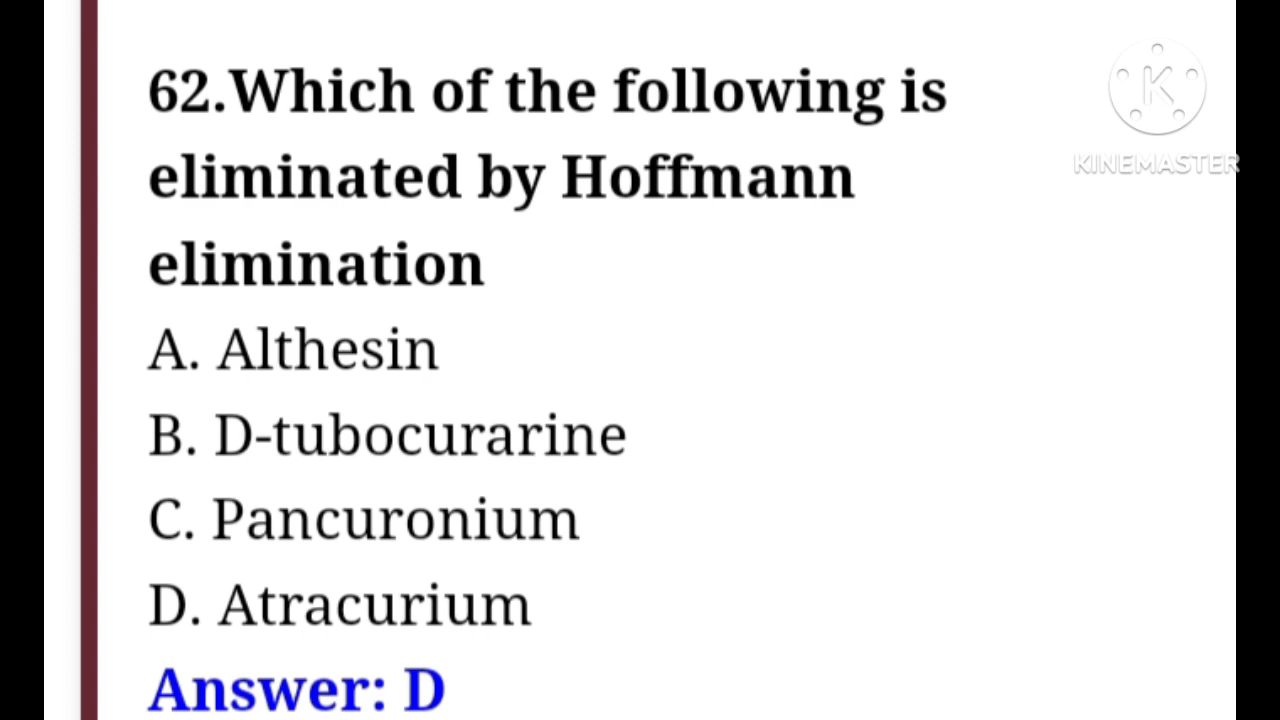 62.Which of the following is
eliminated by Hoffmann
elimination
A. Althesin
B. D-tubocurarine
C. Pancuronium
D. Atracurium
Answer: D
K
KINEMASTER